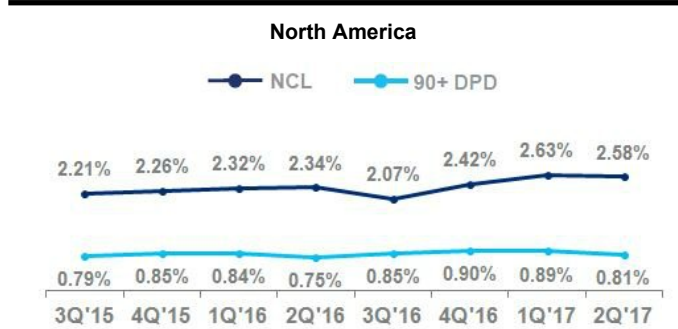 North America
NCL 90+ DPD
2.21% 2.26% 2.32% 2.34% 2.07% 2.42% 2.63% 2.58%
0.79% 0.85% 0.84% 0.75% 0.85% 0.90% 0.89% 0.81%
3Q'15 4Q'15 1Q'16 2Q'16 3Q'16 4Q'16 1Q'17 2Q'17